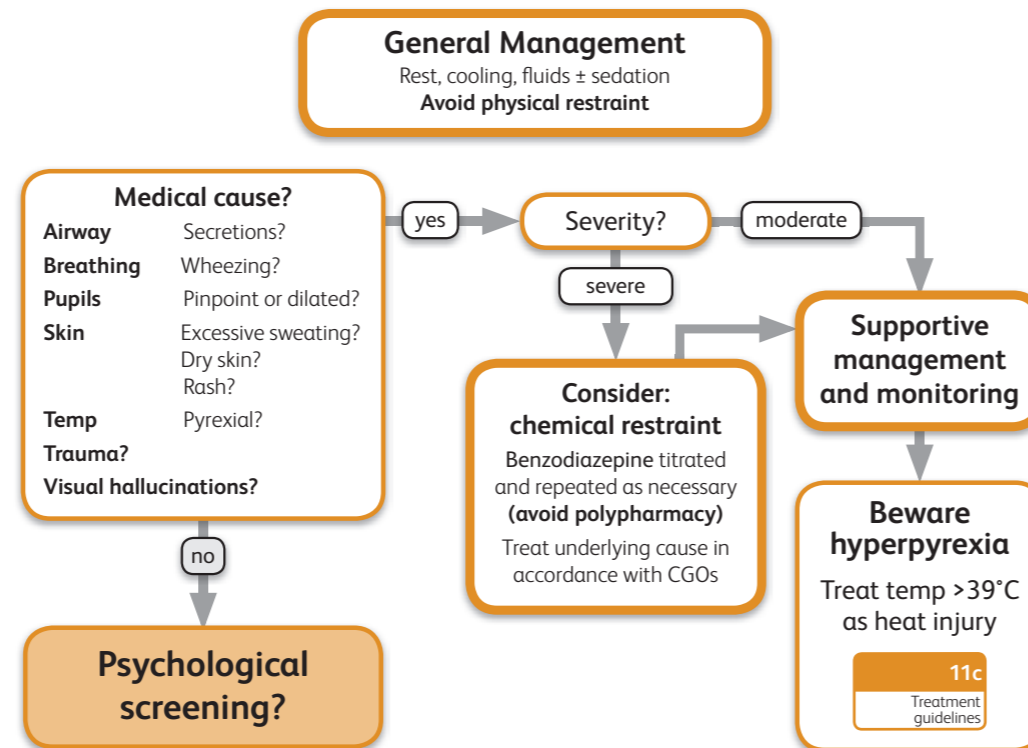 General Management
Rest, cooling, fluids ± sedation
Avoid physical restraint
Medical cause?
Airway Secretions?
Breathing Wheezing?
Pupils Pinpoint or dilated?
Skin Excessive sweating?
Dry skin?
Rash?
Temp Pyrexial?
Trauma?
Visual hallucinations?
yes
Severity?
moderate
severe
no
Consider:
chemical restraint
Benzodiazepine titrated
and repeated as necessary
(avoid polypharmacy)
Treat underlying cause in
accordance with CGOs
Supportive
management
and monitoring
Beware
hyperpyrexia
Treat temp >39°C
as heat injury
11c
Treatment
guidelines
Psychological
screening?